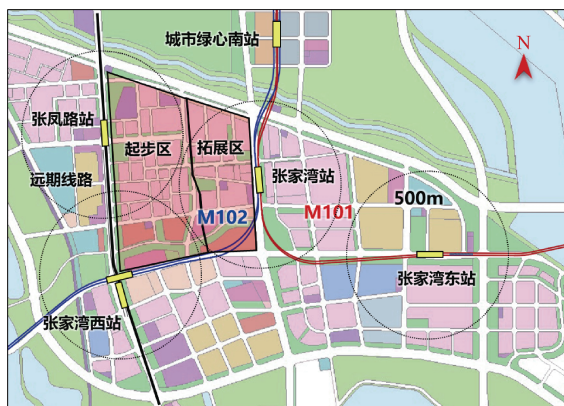 城市绿心南站
N
张凤路站
起步区
拓展区
远期线路
张家湾站
500m
M102
M101
张家湾东站
张家湾西站